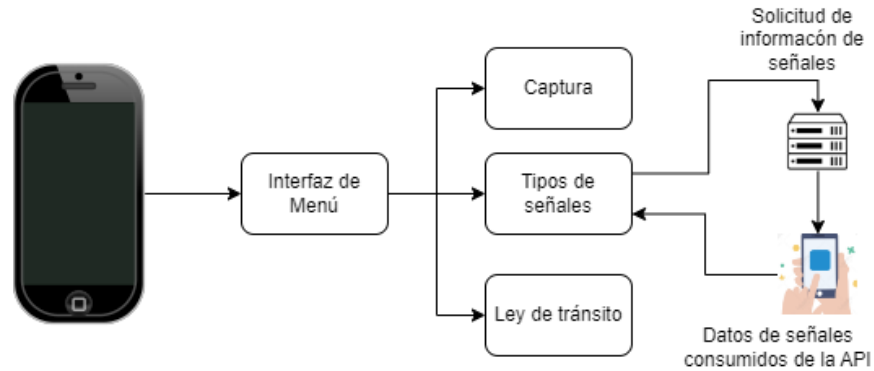 Solicitud de
informacón de
señales
Captura
Interfaz de
Menú
Tipos de
señales
Ley de tránsito
Datos de señales
consumidos de la API